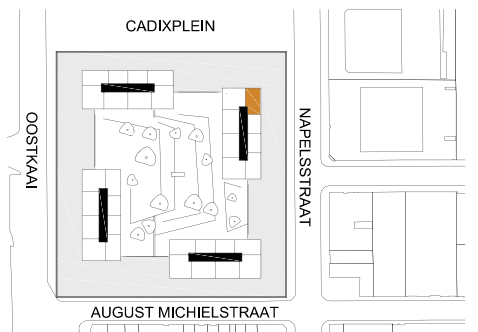 CADIXPLEIN
OOSTKAAI
NAPELSSTRAAT
AUGUST MICHIELSTRAAT